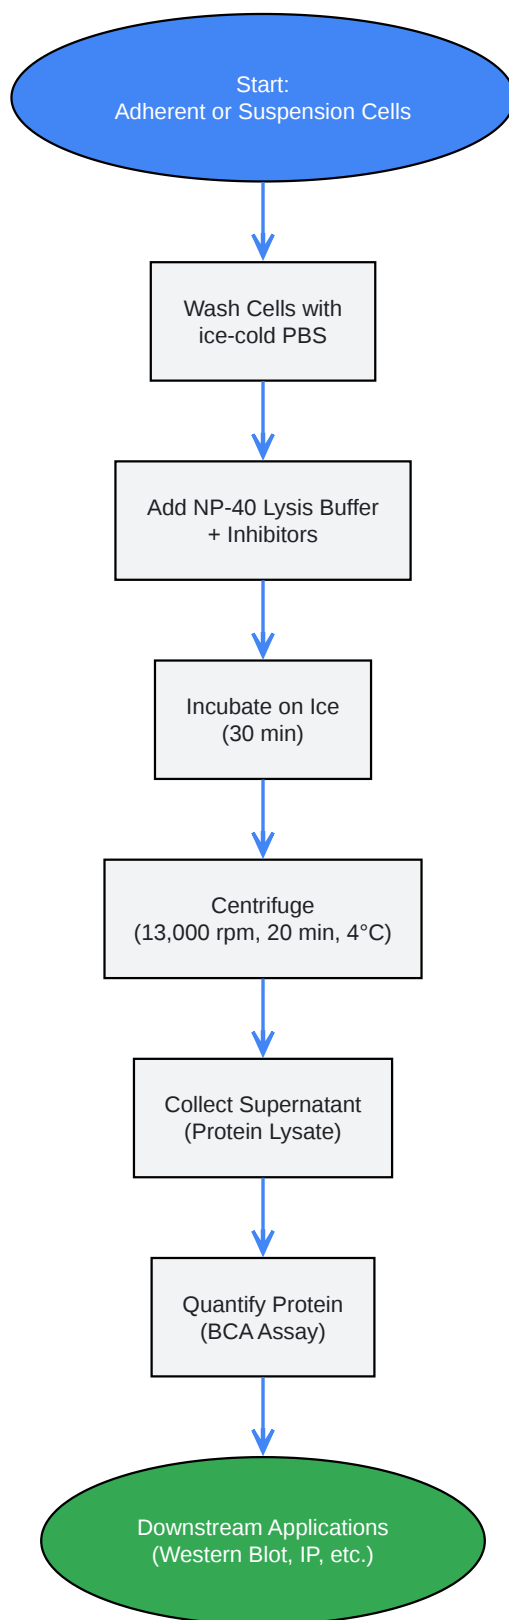 Start:
Adherent or Suspension Cells
Wash Cells with
ice-cold PBS
Add NP-40 Lysis Buffer
+ Inhibitors
Incubate on Ice
(30 min)
Centrifuge
(13,000 rpm, 20 min, 4°C)
Collect Supernatant
(Protein Lysate)
Quantify Protein
(BCA Assay)
Downstream Applications
(Western Blot, IP, etc.)